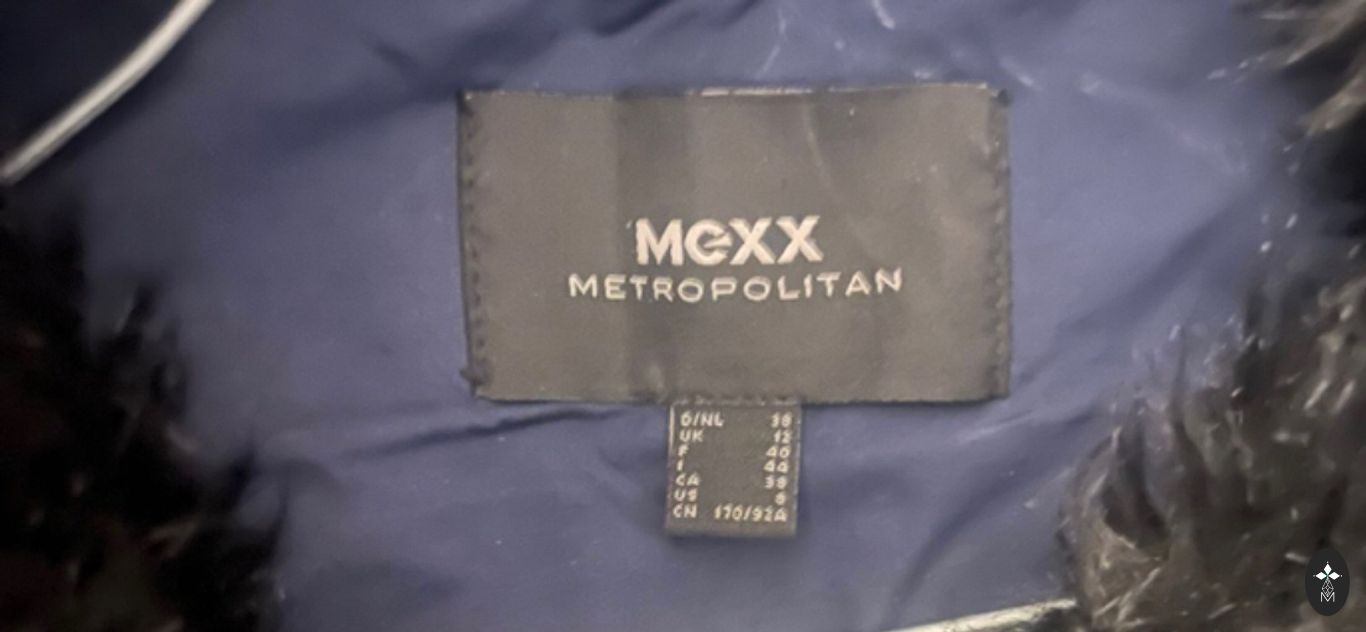 MeXX
METROPOLITAN
D/NL 38
UK 12
F 40
I 44
CA 38
US 8
CN 170/92A
M